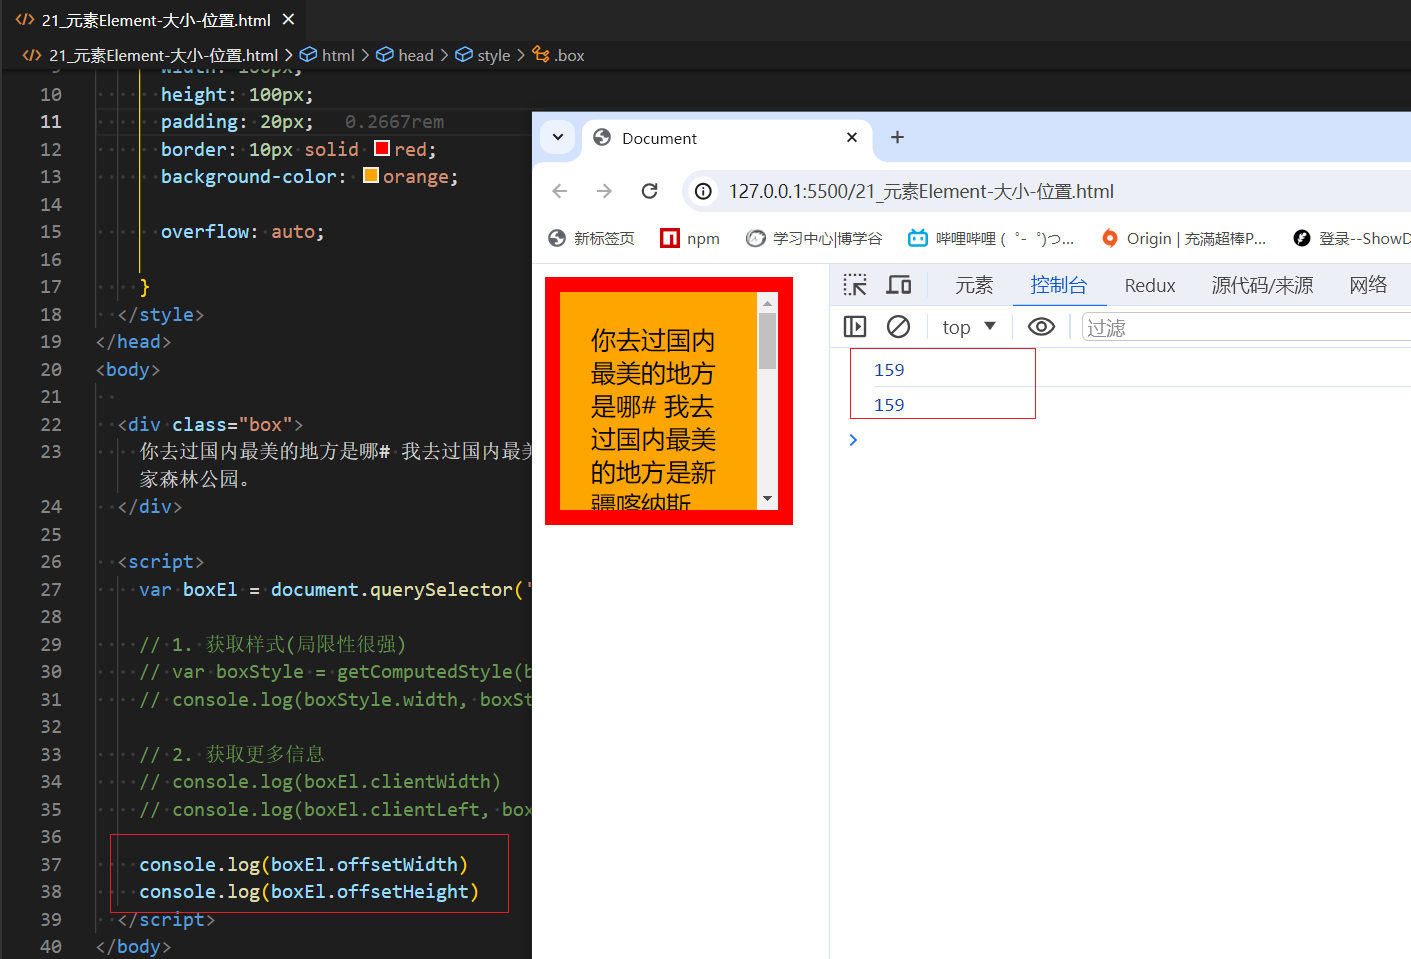 21_元素Element-大小-位置.html
21_元素Element-大小-位置.html > html > head > style > .box
9 width: 100px;
10 height: 100px;
11 padding: 20px; 0.2667rem
12 border: 10px solid red;
13 background-color: orange;
14
15 overflow: auto;
16
17 }
18 </style>
19 </head>
20 <body>
21
22 <div class="box">
23 你去过国内最美的地方是哪# 我去过国内最美
家森林公园。
24 </div>
25
26 <script>
27 var boxEl = document.querySelector('
28
29 // 1. 获取样式(局限性很强)
30 // var boxStyle = getComputedStyle(b
31 // console.log(boxStyle.width, boxSt
32
33 // 2. 获取更多信息
34 // console.log(boxEl.clientWidth)
35 // console.log(boxEl.clientLeft, box
36
37 console.log(boxEl.offsetWidth)
38 console.log(boxEl.offsetHeight)
39 </script>
40 </body>
Document
127.0.0.1:5500/21_元素Element-大小-位置.html
新标签页 npm 学习中心|博学谷 哔哩哔哩 (゜-゜)つ... Origin | 充满超棒P... 登录--ShowD
你去过国内
最美的地方
是哪# 我去
过国内最美
的地方是新
疆喀纳斯
元素 控制台 Redux 源代码/来源 网络
top 过滤
159
159